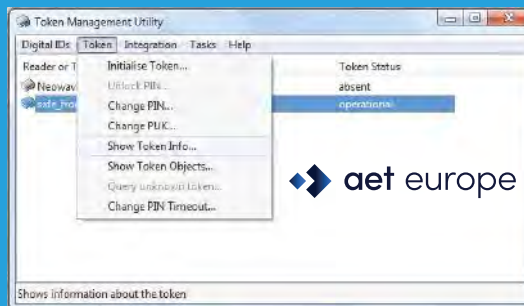 Token Management Utility
Digital IDs Token Integration Tasks Help
Reader or T
Token Status
Neowav
absent
operational
Initialise Token...
Unlock PIN...
Change PIN...
Change PUK...
Show Token Info...
Show Token Objects...
Query unknown token...
Change PIN Timeout...
aet europe
Shows information about the token